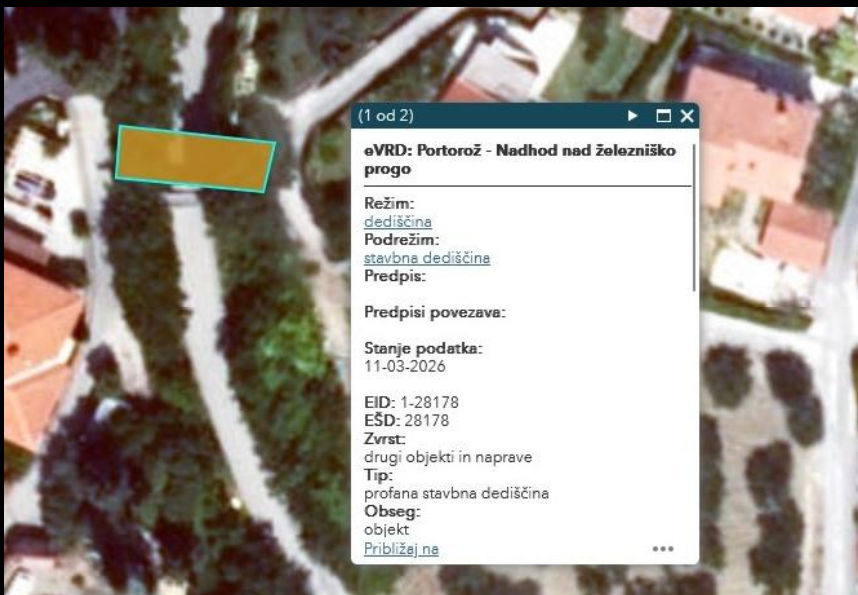 (1 od 2)
eVRD: Portorož - Nadhod nad železniško
progo
Režim:
dediščina
Podrežim:
stavbna dediščina
Predpis:
Predpisi povezava:
Stanje podatka:
11-03-2026
EID: 1-28178
EŠD: 28178
Zvrst:
drugi objekti in naprave
Tip:
profana stavbna dediščina
Obseg:
objekt
Približaj na